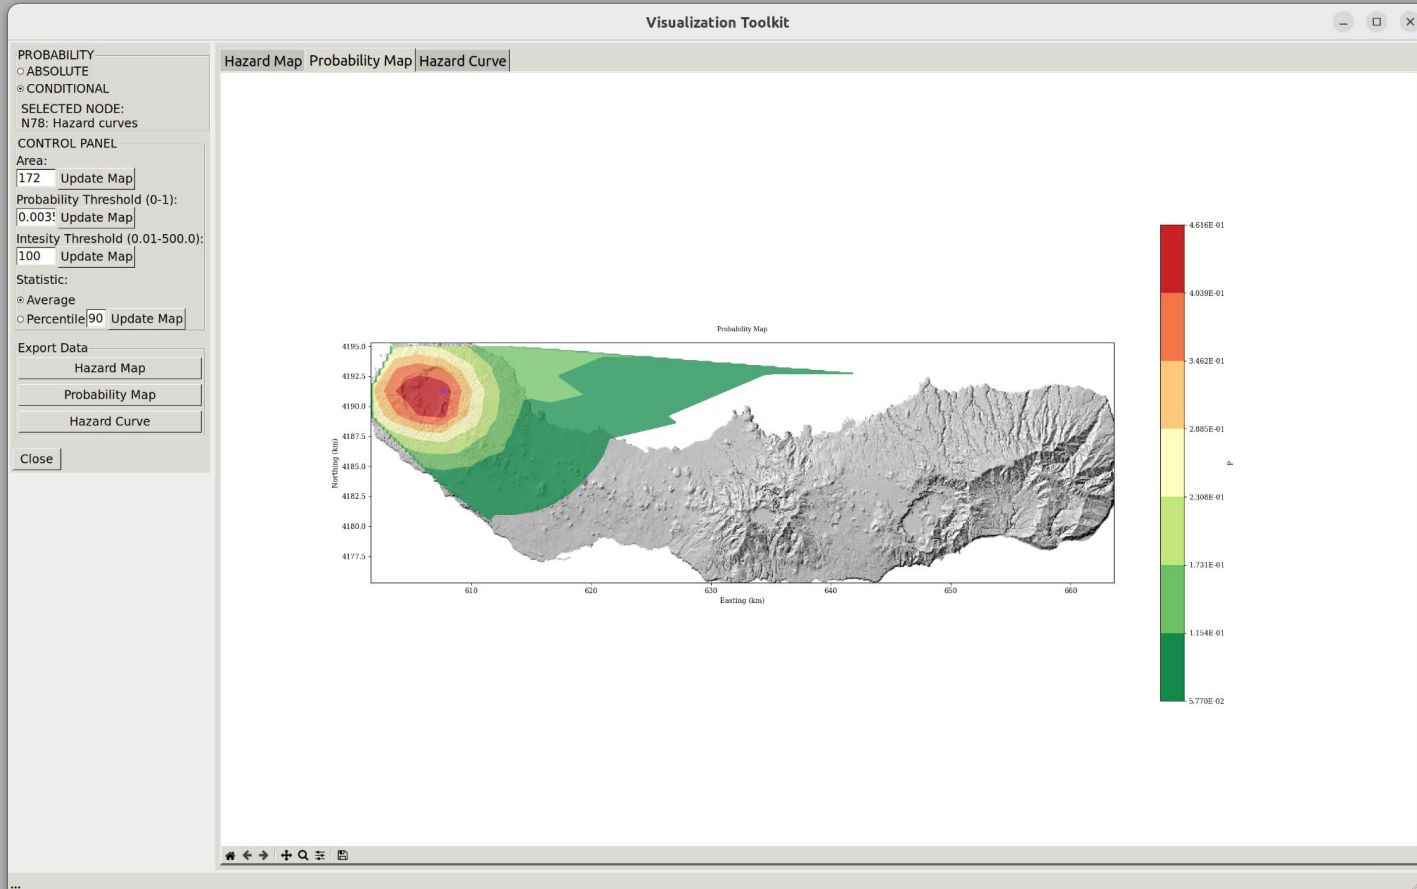 Visualization Toolkit
PROBABILITY
ABSOLUTE
CONDITIONAL
SELECTED NODE:
N78: Hazard curves
CONTROL PANEL
Area:
172 Update Map
Probability Threshold (0-1):
0.003 Update Map
Intesity Threshold (0.01-500.0):
100 Update Map
Statistic:
Average
Percentile 90 Update Map
Export Data
Hazard Map
Probability Map
Hazard Curve
Close
Hazard Map Probability Map Hazard Curve
Probability Map
4195.0
4192.5
4190.0
4187.5
4185.0
4182.5
4180.0
4177.5
Northing (km)
610 620 630 640 650 660
Easting (km)
4.616E-01
4.039E-01
3.462E-01
2.885E-01
2.308E-01
1.731E-01
1.154E-01
5.770E-02
P
...